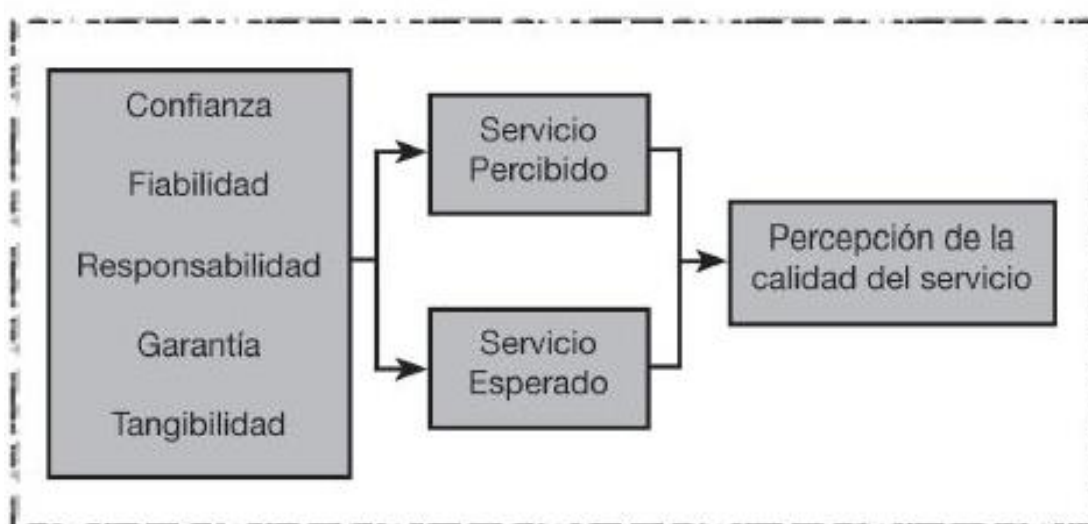 Confianza
Fiabilidad
Responsabilidad
Garantía
Tangibilidad
Servicio
Percibido
Servicio
Esperado
Percepción de la
calidad del servicio